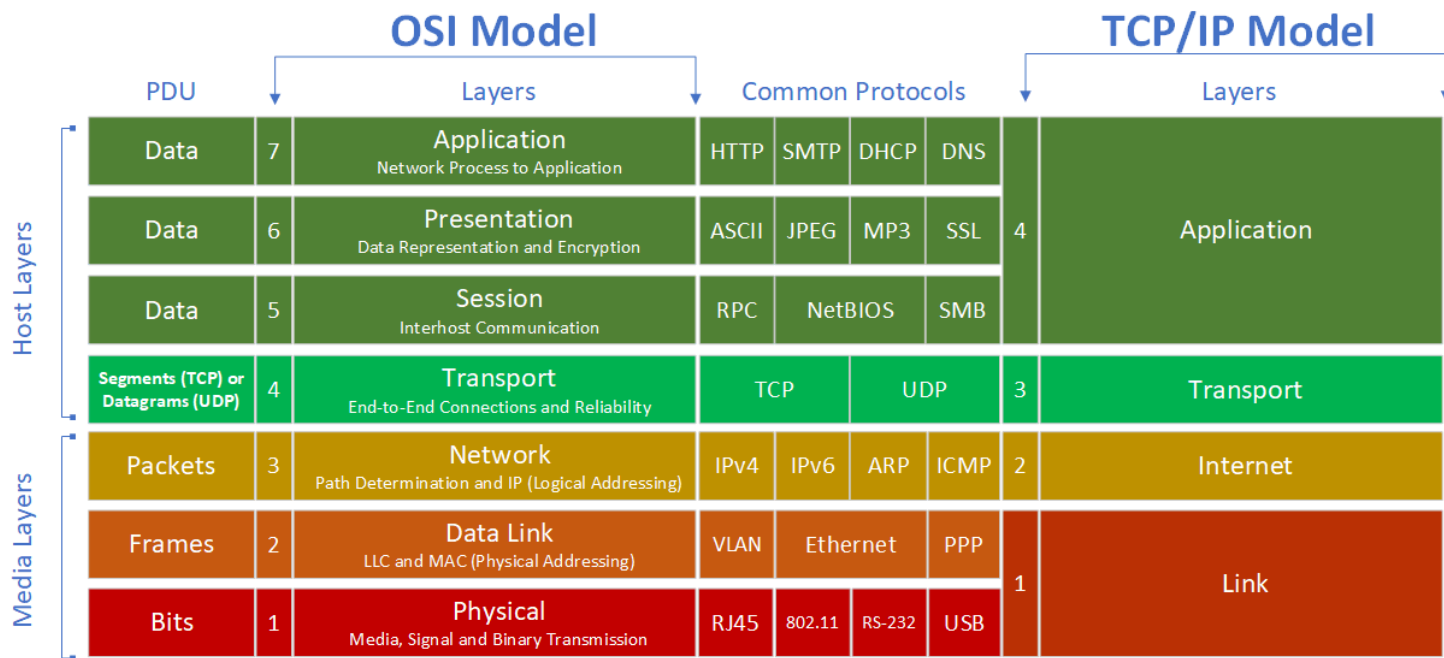 OSI Model
TCP/IP Model
PDU
Layers
Common Protocols
Layers
Host Layers
Data
7
Application
Network Process to Application
HTTP
SMTP
DHCP
DNS
Data
6
Presentation
Data Representation and Encryption
ASCII
JPEG
MP3
SSL
4
Application
Data
5
Session
Interhost Communication
RPC
NetBIOS
SMB
Segments (TCP) or
Datagrams (UDP)
4
Transport
End-to-End Connections and Reliability
TCP
UDP
3
Transport
Media Layers
Packets
3
Network
Path Determination and IP (Logical Addressing)
IPv4
IPv6
ARP
ICMP
2
Internet
Frames
2
Data Link
LLC and MAC (Physical Addressing)
VLAN
Ethernet
PPP
1
Link
Bits
1
Physical
Media, Signal and Binary Transmission
RJ45
802.11
RS-232
USB